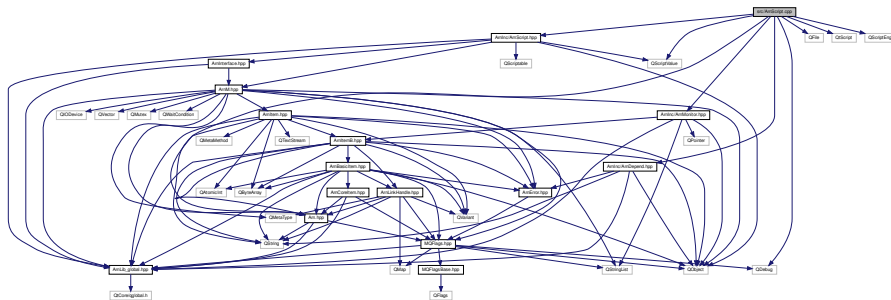 src/ArnScript.cpp
ArnInc/ArnScript.hpp
QFile
QtScript
QScriptEngine
ArnInterface.hpp
QScriptable
QScriptValue
ArnM.hpp
QIODevice
QVector
QMutex
QWaitCondition
ArnItem.hpp
ArnInc/ArnMonitor.hpp
QMetaMethod
QTextStream
ArnItemB.hpp
QPointer
ArnBasicItem.hpp
ArnInc/ArnDepend.hpp
QAtomicInt
QByteArray
ArnCoreItem.hpp
ArnLinkHandle.hpp
ArnError.hpp
QMetaType
Arn.hpp
QVariant
QString
MQFlags.hpp
ArnLib_global.hpp
QMap
MQFlagsBase.hpp
QStringList
QObject
QDebug
QtCore/qglobal.h
QFlags